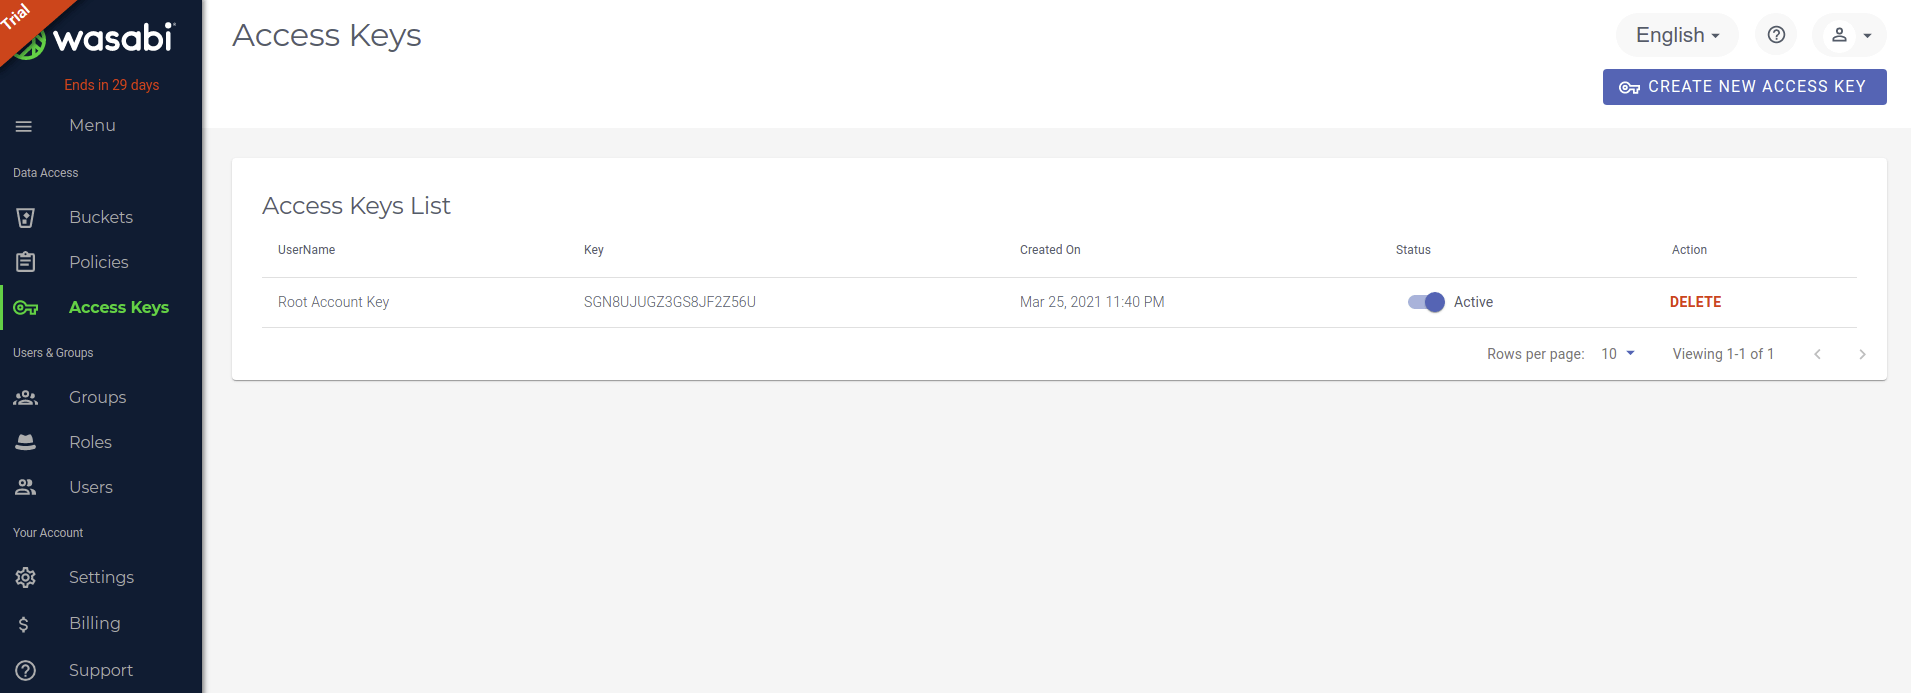 Trial
wasabi
Ends in 29 days
Menu
Data Access
Buckets
Policies
Access Keys
Users & Groups
Groups
Roles
Users
Your Account
Settings
Billing
Support
Access Keys
English
CREATE NEW ACCESS KEY
Access Keys List
UserName Key Created On Status Action
Root Account Key SGN8UJUGZ3GS8JF2Z56U Mar 25, 2021 11:40 PM Active DELETE
Rows per page: 10 Viewing 1-1 of 1